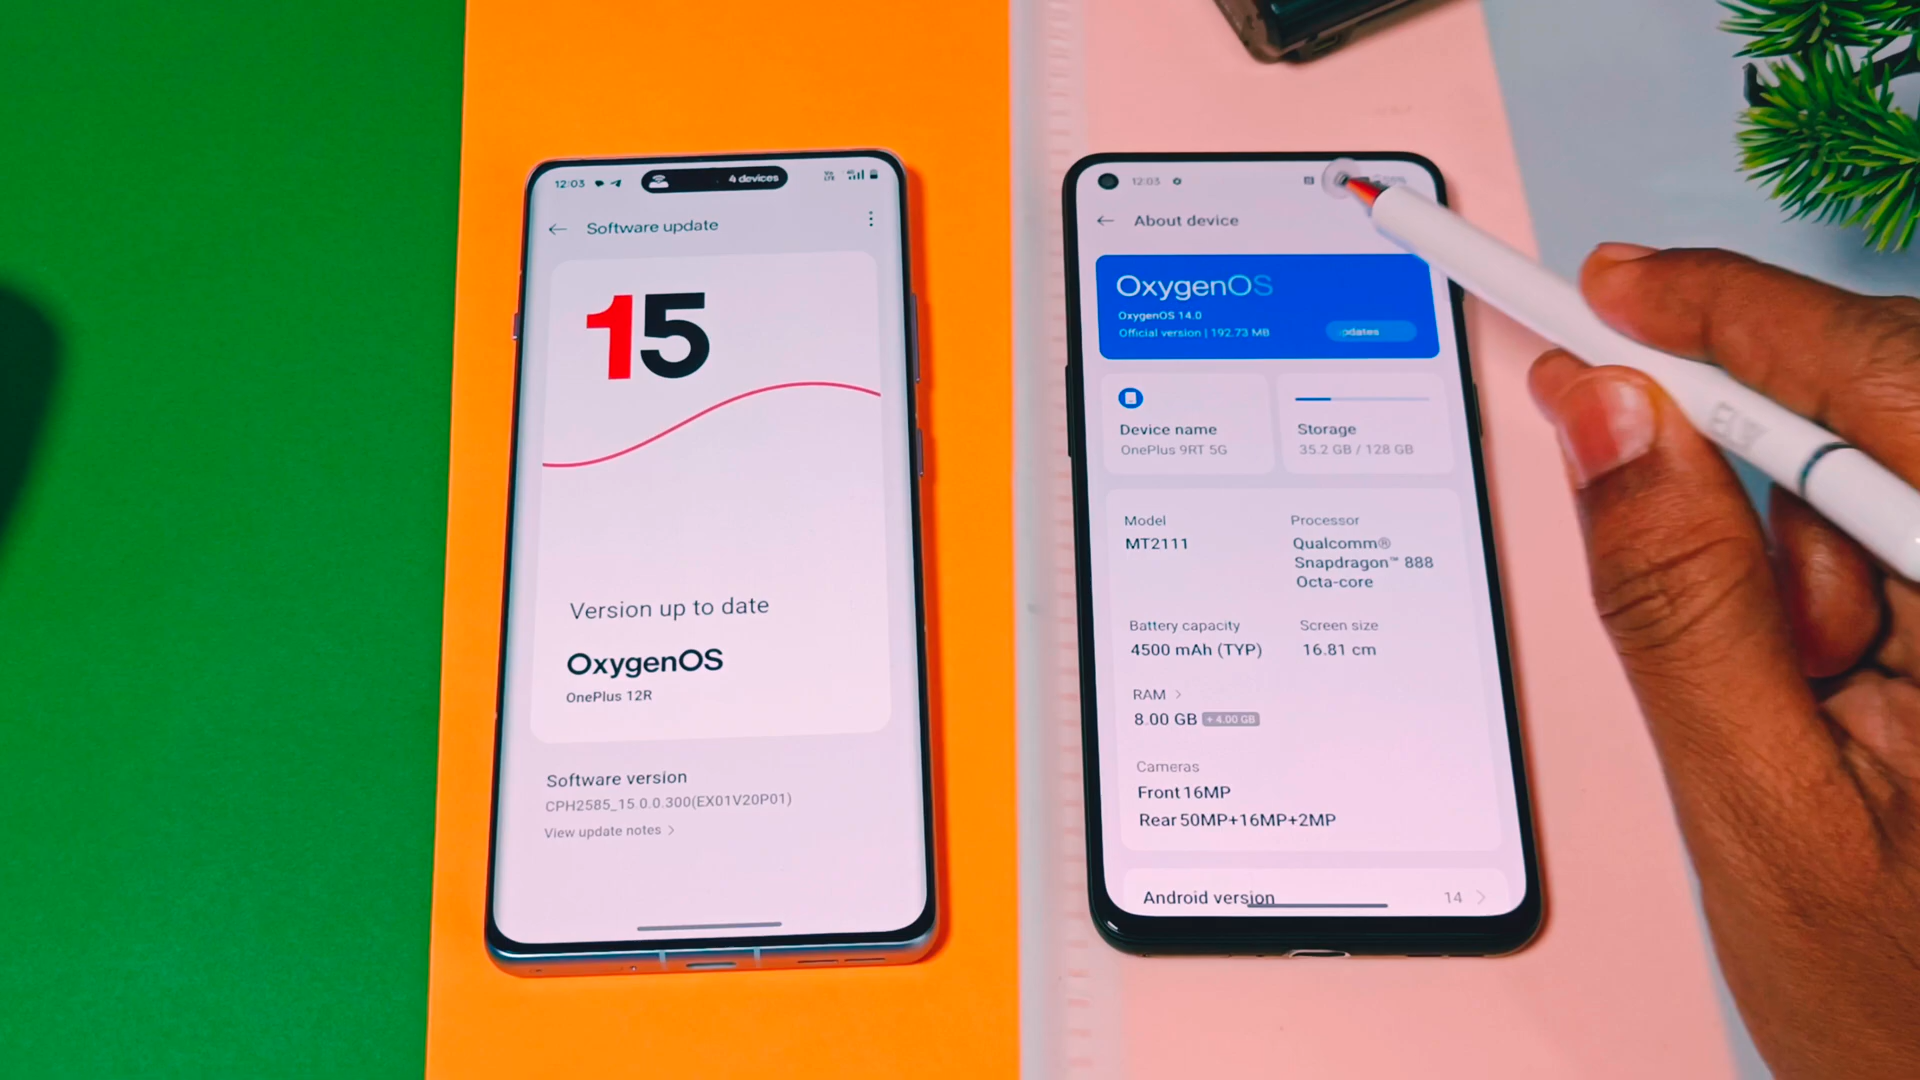 12:03
4 devices
Software update
15
Version up to date
OxygenOS
OnePlus 12R
Software version
CPH2585_15.0.0.300(EX01V20P01)
View update notes >
12:03
About device
OxygenOS
OxygenOS 14.0
Official version | 192.73 MB
pdates
Device name
OnePlus 9RT 5G
Storage
35.2 GB / 128 GB
Model
MT2111
Processor
Qualcomm®
Snapdragon™ 888
Octa-core
Battery capacity
4500 mAh (TYP)
Screen size
16.81 cm
RAM >
8.00 GB + 4.00 GB
Cameras
Front 16MP
Rear 50MP+16MP+2MP
Android version 14 >